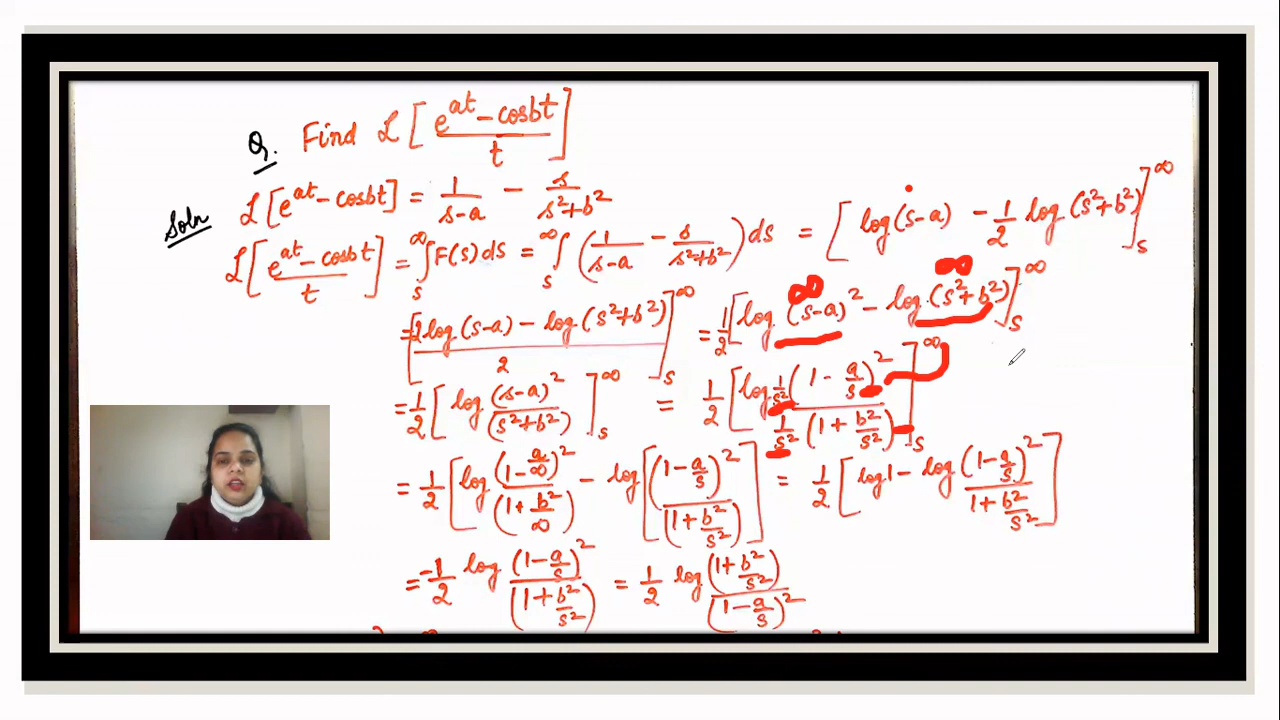 Q. Find L[(e^at - cosbt)/t]
Soln L[e^at - cosbt] = 1/(s-a) - s/(s²+b²)
L[(e^at - cosbt)/t] = ∫_s^∞ F(s)ds = ∫_s^∞ (1/(s-a) - s/(s²+b²))ds = [log(s-a) - 1/2 log(s²+b²)]_s^∞
= [(2log(s-a) - log(s²+b²))/2]_s^∞ = 1/2[log(s-a)² - log(s²+b²)]_s^∞
∞ ∞
= 1/2[log (s-a)²/(s²+b²)]_s^∞ = 1/2[log (1/s²(1-a/s)²)/(1/s²(1+b²/s²))]_s^∞
= 1/2[log (1-a/∞)²/(1+b²/∞) - log[(1-a/s)²/(1+b²/s²)]] = 1/2[log1 - log (1-a/s)²/(1+b²/s²)]
= -1/2 log (1-a/s)²/(1+b²/s²) = 1/2 log (1+b²/s²)/(1-a/s)²